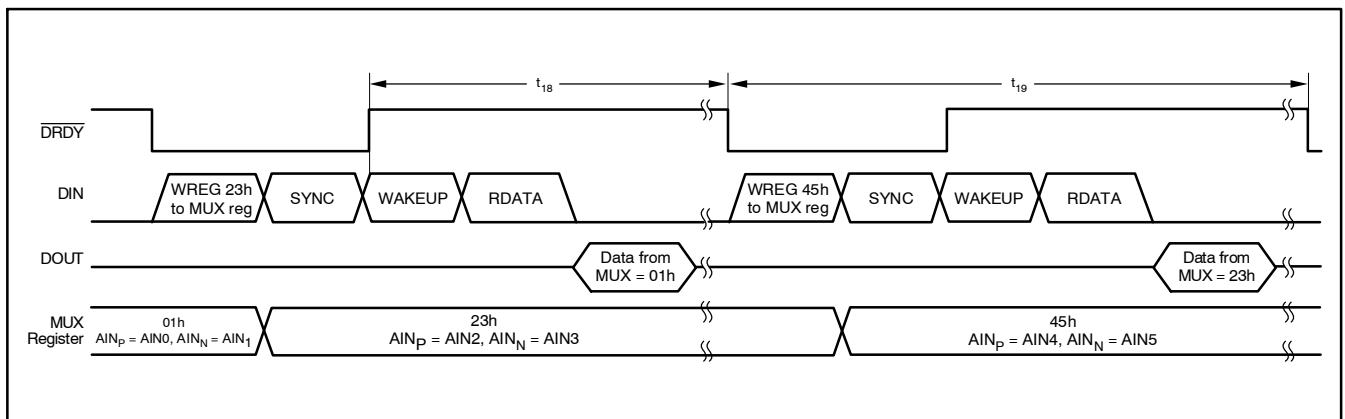 t18
t19
DRDY
DIN
WREG 23h
to MUX reg
SYNC
WAKEUP
RDATA
WREG 45h
to MUX reg
SYNC
WAKEUP
RDATA
DOUT
Data from
MUX = 01h
Data from
MUX = 23h
MUX
Register
01h
AINP = AIN0, AINN = AIN1
23h
AINP = AIN2, AINN = AIN3
45h
AINP = AIN4, AINN = AIN5